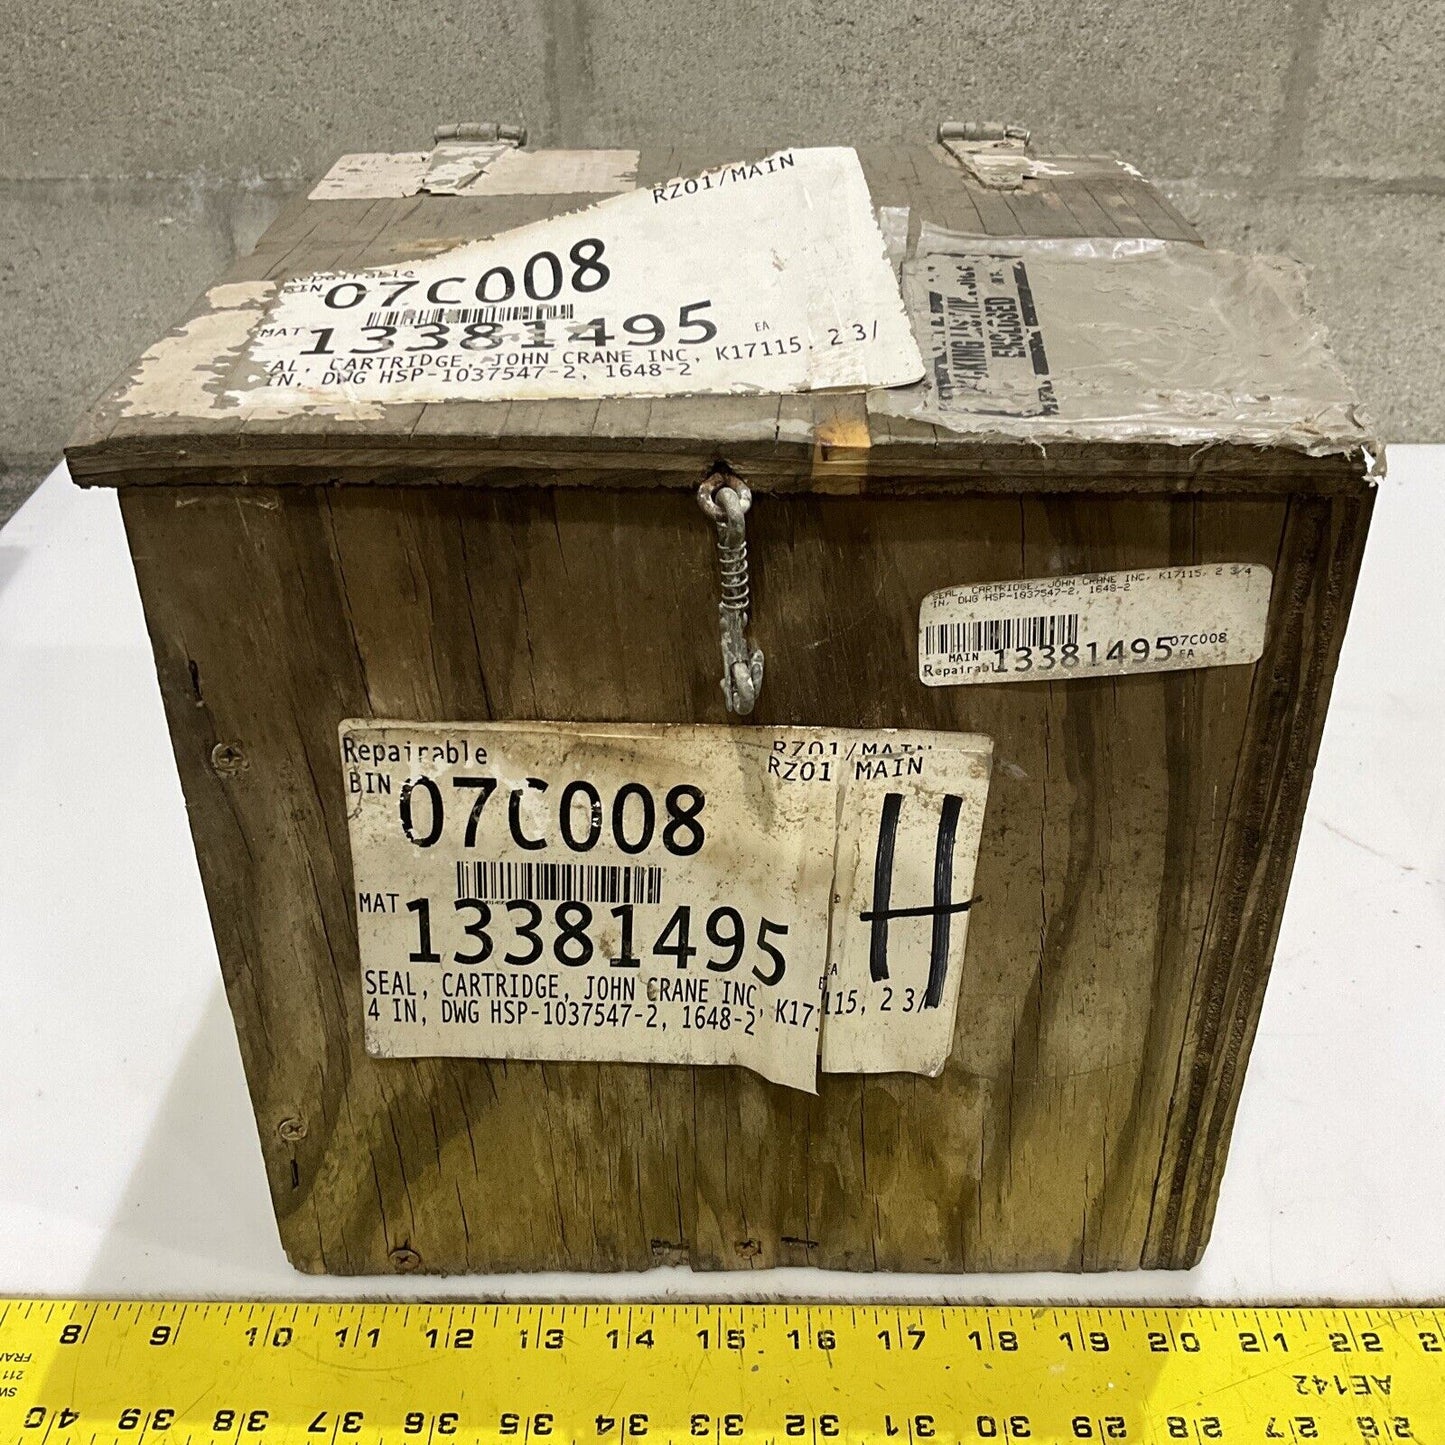 RZ01/MAIN
Repairable
BIN 07C008
MAT 13381495 EA
SEAL, CARTRIDGE, JOHN CRANE INC, K17115, 2 3/
IN, DWG HSP-1037547-2, 1648-2
PACKING LIST
ENCLOSED
SEAL, CARTRIDGE, JOHN CRANE INC, K17115, 2 3/4
IN, DWG HSP-1037547-2, 1648-2
07C008
MAIN 13381495 EA
Repairabl
Repairable RZ01/MAIN
RZ01 MAIN
BIN 07C008
H
MAT 13381495 EA
SEAL, CARTRIDGE, JOHN CRANE INC, K17115, 2 3/
4 IN, DWG HSP-1037547-2, 1648-2
8 9 10 11 12 13 14 15 16 17 18 19 20 21 22
AE142
40 39 38 37 36 35 34 33 32 31 30 29 28 27 26